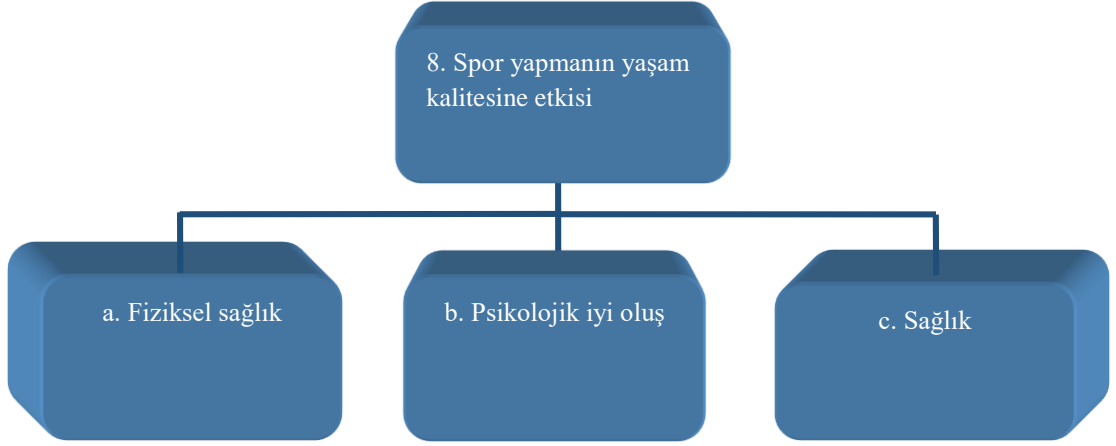 8. Spor yapmanın yaşam
kalitesine etkisi
a. Fiziksel sağlık
b. Psikolojik iyi oluş
c. Sağlık